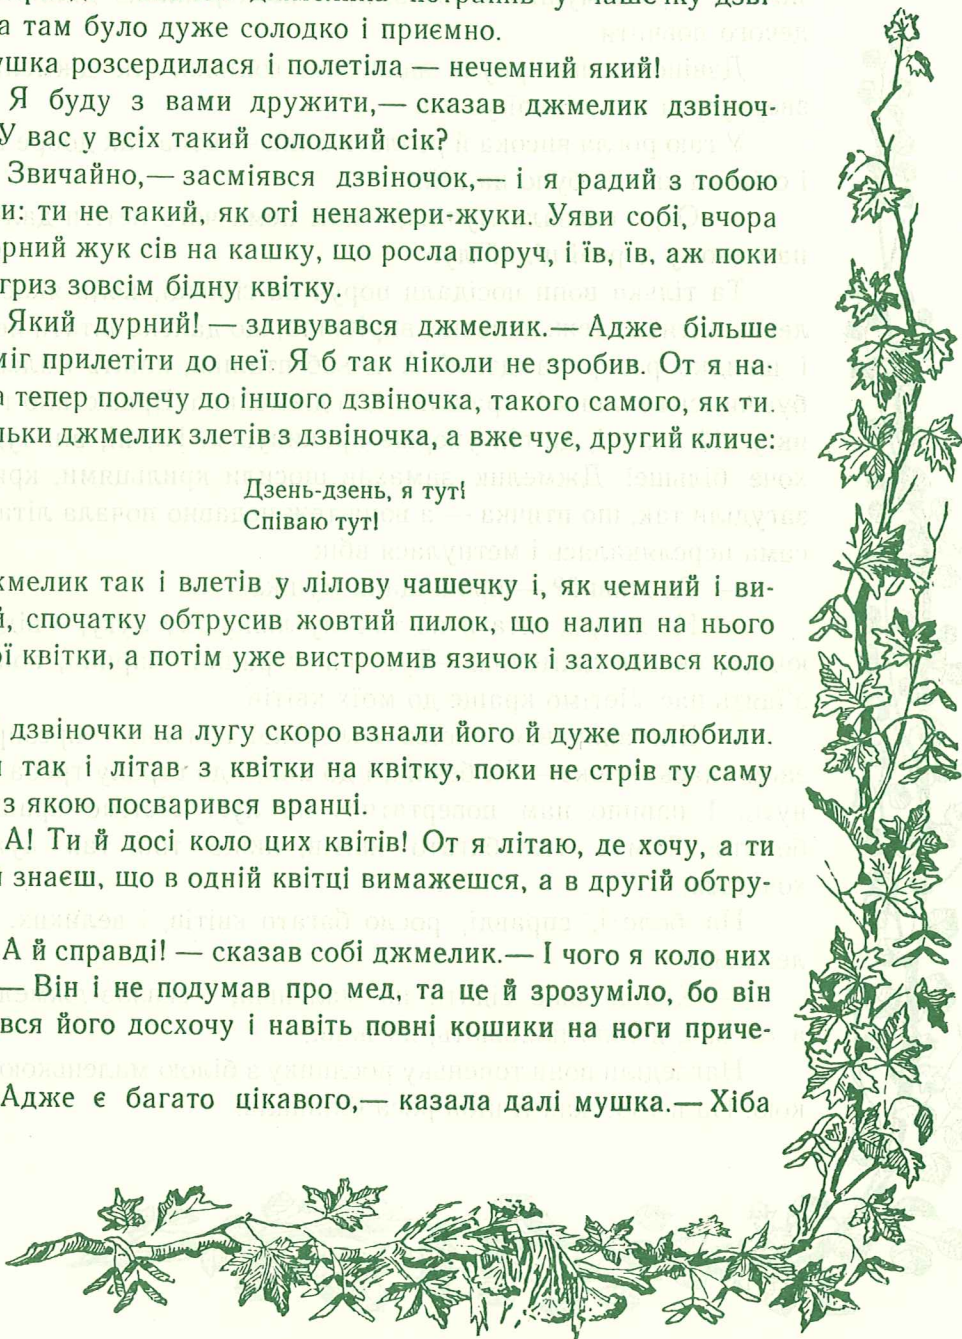 а там було дуже солодко і приємно.
ушка розсердилася і полетіла — нечемний який!
Я буду з вами дружити,— сказав джмелик дзвіноч-
У вас у всіх такий солодкий сік?
Звичайно,— засміявся дзвіночок,— і я радий з тобою
и: ти не такий, як оті ненажери-жуки. Уяви собі, вчора
орний жук сів на кашку, що росла поруч, і їв, їв, аж поки
гриз зовсім бідну квітку.
Який дурний! — здивувався джмелик.— Адже більше
міг прилетіти до неї. Я б так ніколи не зробив. От я на-
а тепер полечу до іншого дзвіночка, такого самого, як ти.
льки джмелик злетів з дзвіночка, а вже чує, другий кличе:
Дзень-дзень, я тут!
Співаю тут!
жмелик так і влетів у лілову чашечку і, як чемний і ви-
й, спочатку обтрусив жовтий пилок, що налип на нього
ої квітки, а потім уже вистромив язичок і заходився коло
дзвіночки на лугу скоро взнали його й дуже полюбили.
так і літав з квітки на квітку, поки не стрів ту саму
з якою посварився вранці.
А! Ти й досі коло цих квітів! От я літаю, де хочу, а ти
и знаєш, що в одній квітці вимажешся, а в другій обтру-
А й справді! — сказав собі джмелик.— І чого я коло них
— Він і не подумав про мед, та це й зрозуміло, бо він
вся його досхочу і навіть повні кошики на ноги приче-
Адже є багато цікавого,— казала далі мушка.— Хіба